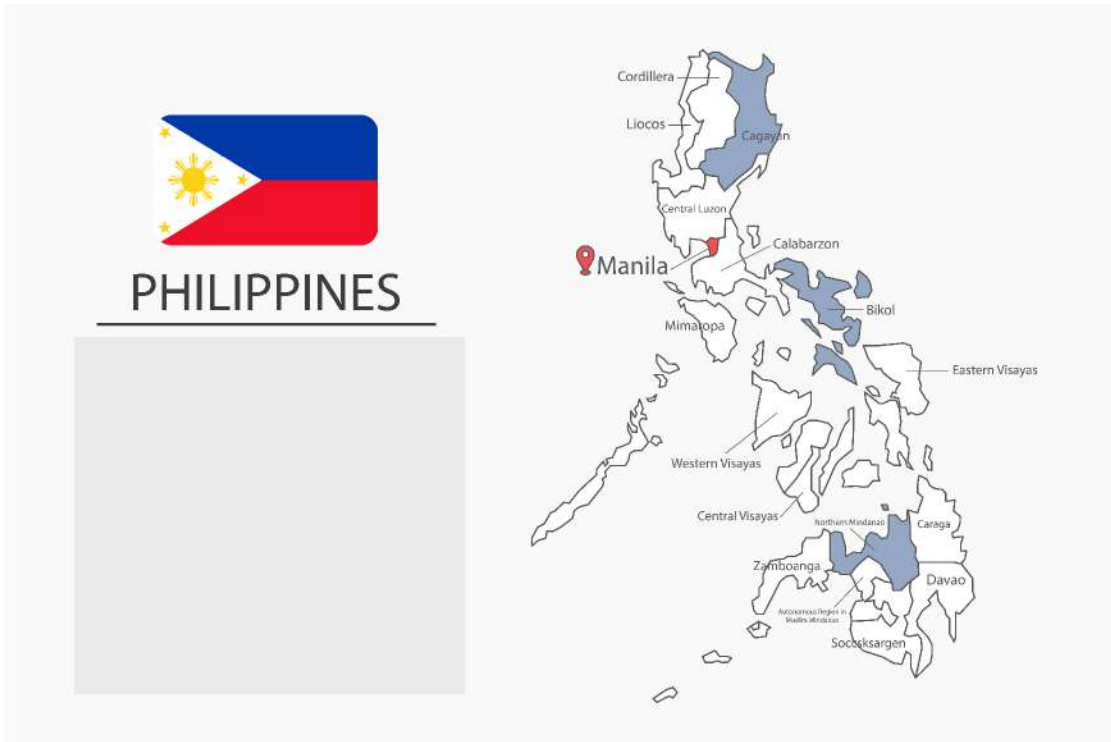 PHILIPPINES
Cordillera
Liocos
Cagayan
Central Luzon
Manila
Calabarzon
Mimaropa
Bikol
Eastern Visayas
Western Visayas
Central Visayas
Northern Mindanao
Caraga
Zamboanga
Davao
Autonomous Region in
Muslim Mindanao
Soccsksargen